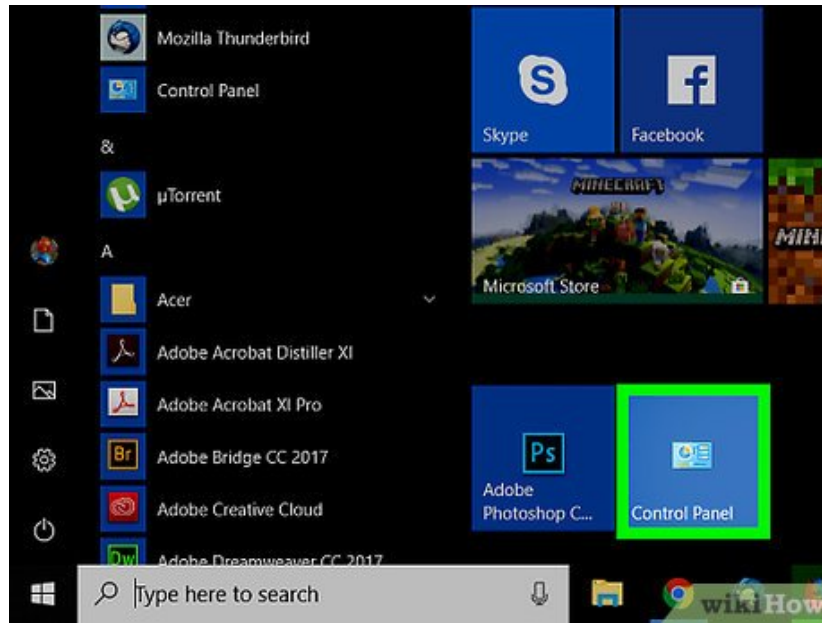 Mozilla Thunderbird
Control Panel
&
µTorrent
A
Acer
Adobe Acrobat Distiller XI
Adobe Acrobat XI Pro
Br
Adobe Bridge CC 2017
Adobe Creative Cloud
Dw
Adobe Dreamweaver CC 2017
S
Skype
f
Facebook
MINECRAFT
Microsoft Store
Ps
Adobe
Photoshop C...
Control Panel
Type here to search
wikiHow